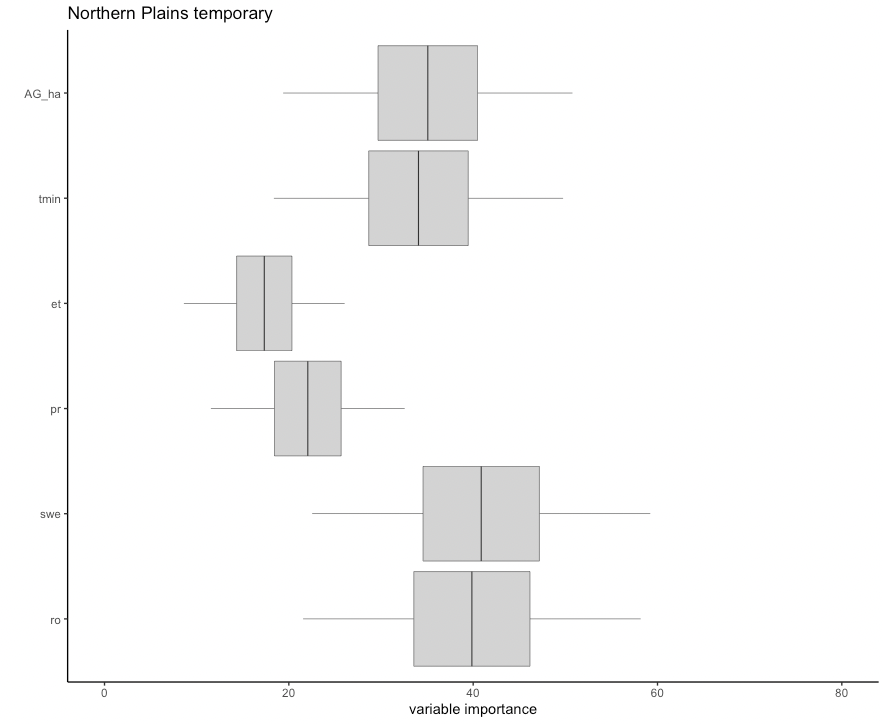 Northern Plains temporary
AG_ha
tmin
et
pr
swe
ro
0 20 40 60 80
variable importance